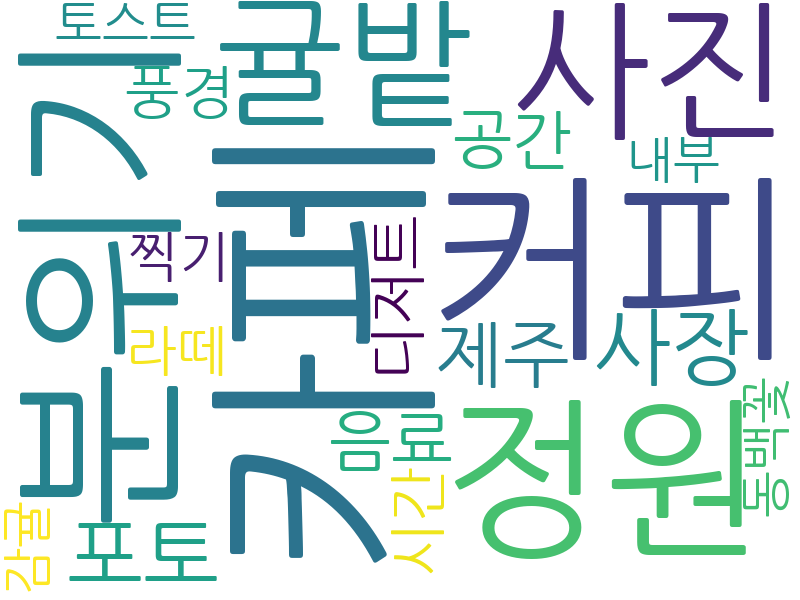 토스트
귤밭
사진
풍경
공간
내부
분위기
카페
커피
찍기
디저트
라떼
제주
사장
음료
정원
동백꽃
시간
감귤
포토